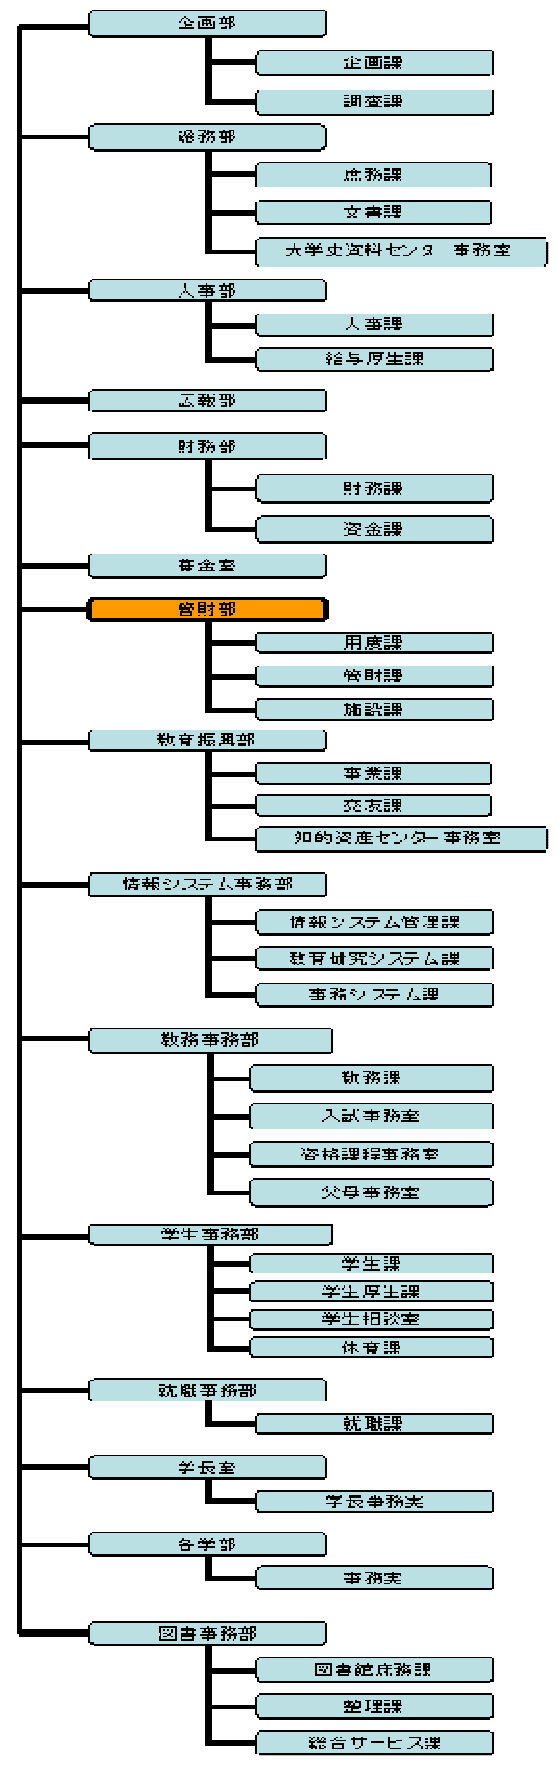 企画部
企画課
調査課
総務部
庶務課
文書課
大学史資料センター事務室
人事部
人事課
給与厚生課
広報部
財務部
財務課
資金課
募金室
管財部
用度課
管財課
施設課
教育振興部
事業課
校友課
知的資産センター事務室
情報システム事務部
情報システム管理課
教育研究システム課
事務システム課
教務事務部
教務課
入試事務室
資格課程事務室
父母事務室
学生事務部
学生課
学生厚生課
学生相談室
体育課
就職事務部
就職課
学長室
学長事務実
各学部
事務実
図書事務部
図書館庶務課
整理課
総合サービス課